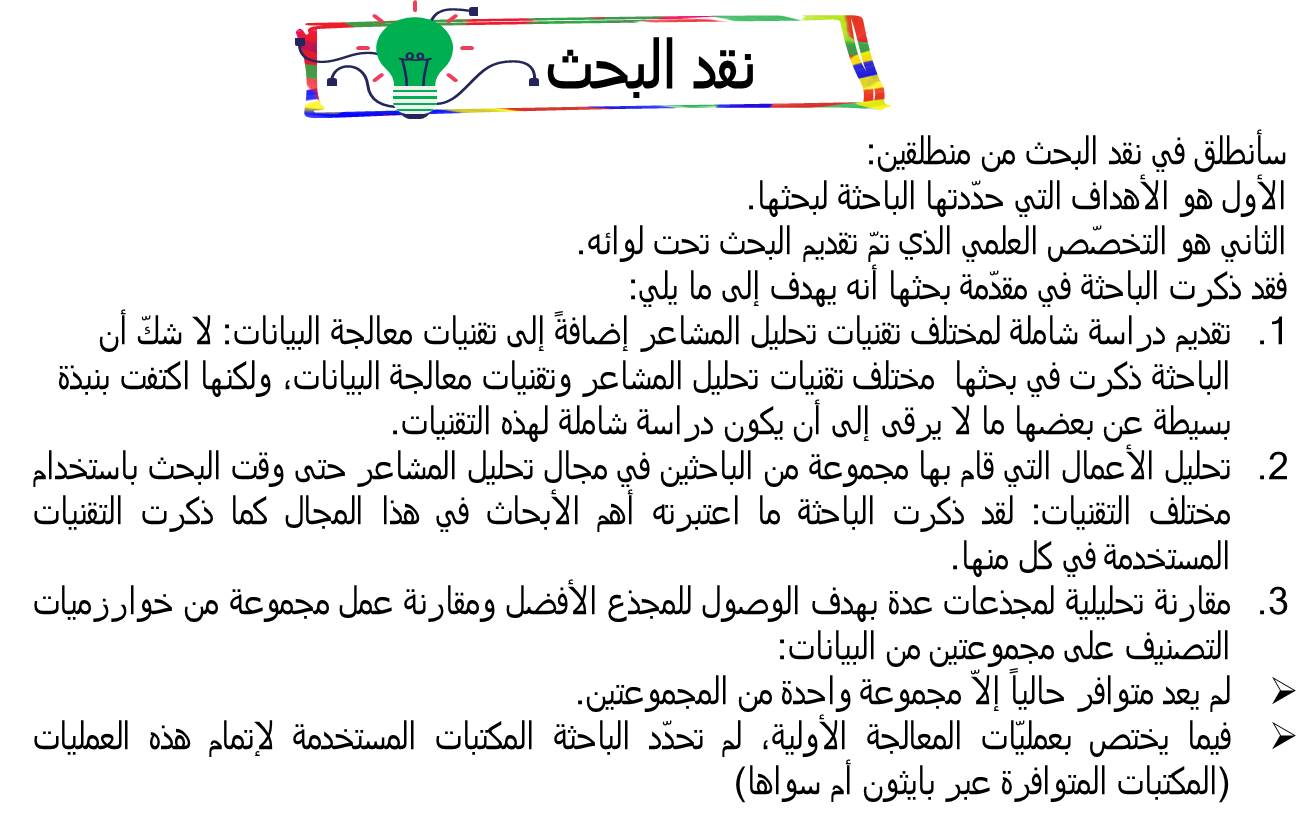 نقد البحث
سأنطلق في نقد البحث من منطلقين:
الأول هو الأهداف التي حدّدتها الباحثة لبحثها.
الثاني هو التخصّص العلمي الذي تمّ تقديم البحث تحت لوائه.
فقد ذكرت الباحثة في مقدّمة بحثها أنه يهدف إلى ما يلي:
1. تقديم دراسة شاملة لمختلف تقنيات تحليل المشاعر إضافةً إلى تقنيات معالجة البيانات: لا شكّ أن
الباحثة ذكرت في بحثها مختلف تقنيات تحليل المشاعر وتقنيات معالجة البيانات، ولكنها اكتفت بنبذة
بسيطة عن بعضها ما لا يرقى إلى أن يكون دراسة شاملة لهذه التقنيات.
2. تحليل الأعمال التي قام بها مجموعة من الباحثين في مجال تحليل المشاعر حتى وقت البحث باستخدام
مختلف التقنيات: لقد ذكرت الباحثة ما اعتبرته أهم الأبحاث في هذا المجال كما ذكرت التقنيات
المستخدمة في كل منها.
3. مقارنة تحليلية لمجذعات عدة بهدف الوصول للمجذع الأفضل ومقارنة عمل مجموعة من خوارزميات
التصنيف على مجموعتين من البيانات:
➢ لم يعد متوافر حالياً إلاّ مجموعة واحدة من المجموعتين.
➢ فيما يختص بعمليّات المعالجة الأولية، لم تحدّد الباحثة المكتبات المستخدمة لإتمام هذه العمليات
(المكتبات المتوافرة عبر بايثون أم سواها)